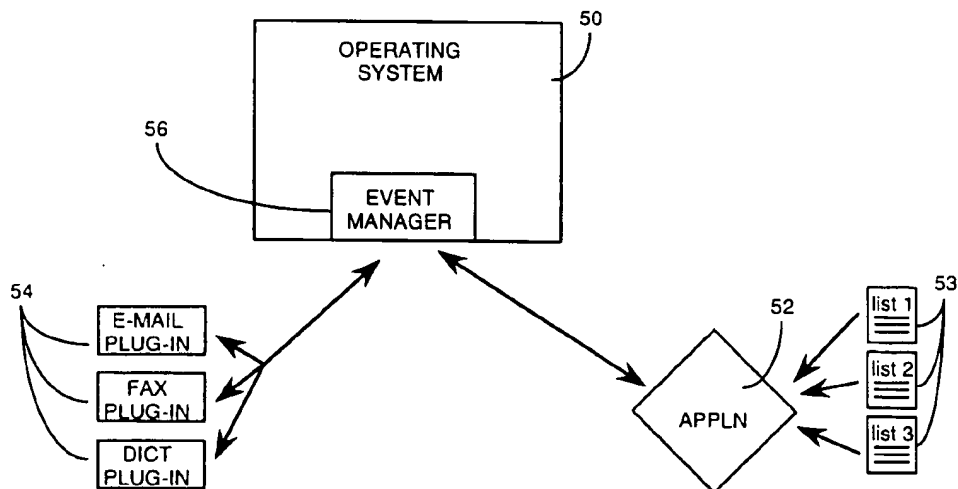 50
OPERATING
SYSTEM
56
EVENT
MANAGER
54
E-MAIL
PLUG-IN
FAX
PLUG-IN
DICT
PLUG-IN
52
APPLN
53
list 1
list 2
list 3